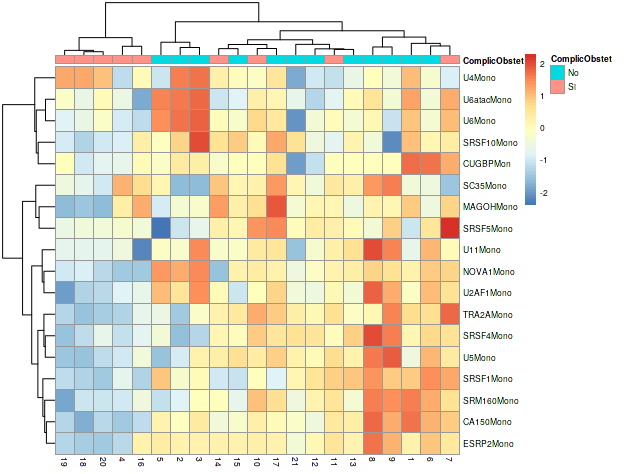 ComplicObstet
ComplicObstet
No
SI
2
1
0
-1
-2
U4Mono
U6atacMono
U6Mono
SRSF10Mono
CUGBPMon
SC35Mono
MAGOHMono
SRSF5Mono
U11Mono
NOVA1Mono
U2AF1Mono
TRA2AMono
SRSF4Mono
U5Mono
SRSF1Mono
SRM160Mono
CA150Mono
ESRP2Mono
19 18 20 4 16 5 2 3 14 15 10 17 21 12 11 13 8 9 1 6 7